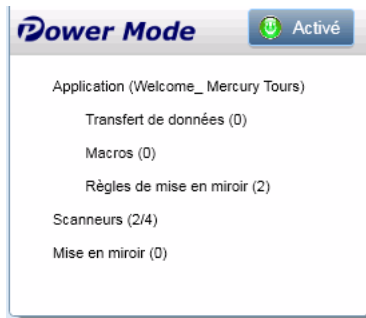 Power Mode
Activé
Application (Welcome_ Mercury Tours)
Transfert de données (0)
Macros (0)
Règles de mise en miroir (2)
Scanneurs (2/4)
Mise en miroir (0)